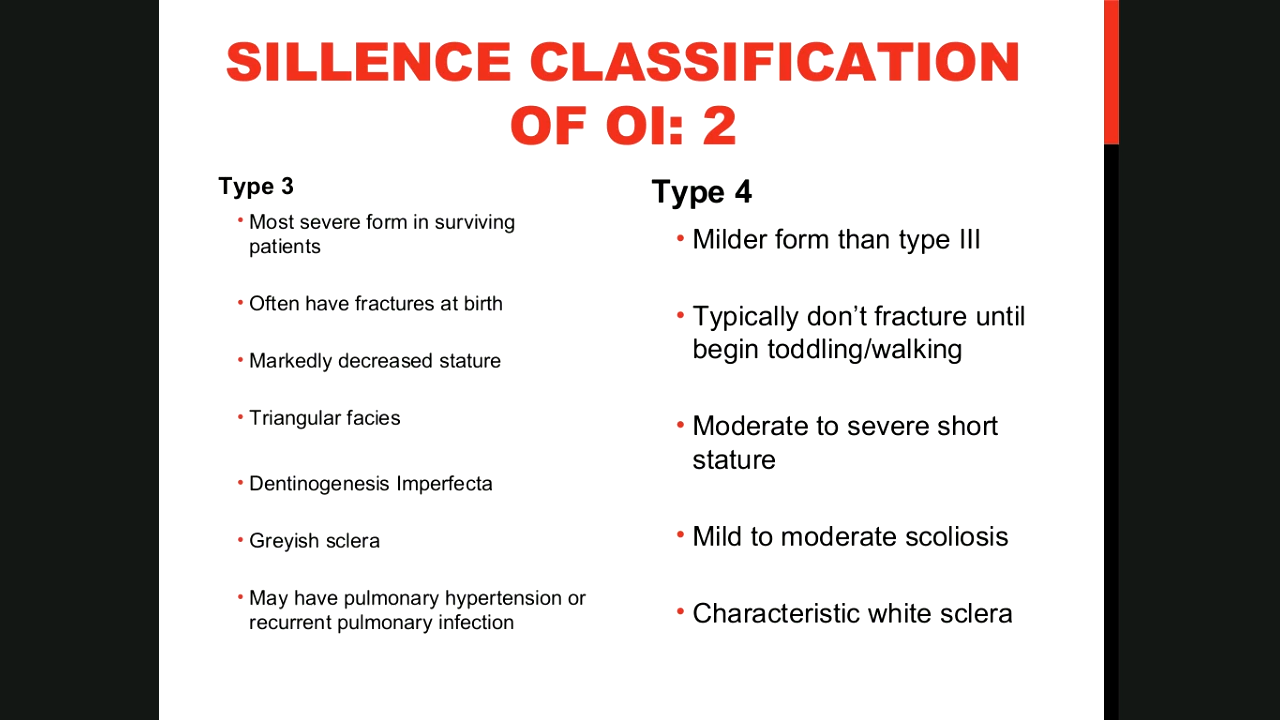 SILLENCE CLASSIFICATION
OF OI: 2
Type 3
• Most severe form in surviving
patients
• Often have fractures at birth
• Markedly decreased stature
• Triangular facies
• Dentinogenesis Imperfecta
• Greyish sclera
• May have pulmonary hypertension or
recurrent pulmonary infection
Type 4
• Milder form than type III
• Typically don’t fracture until
begin toddling/walking
• Moderate to severe short
stature
• Mild to moderate scoliosis
• Characteristic white sclera